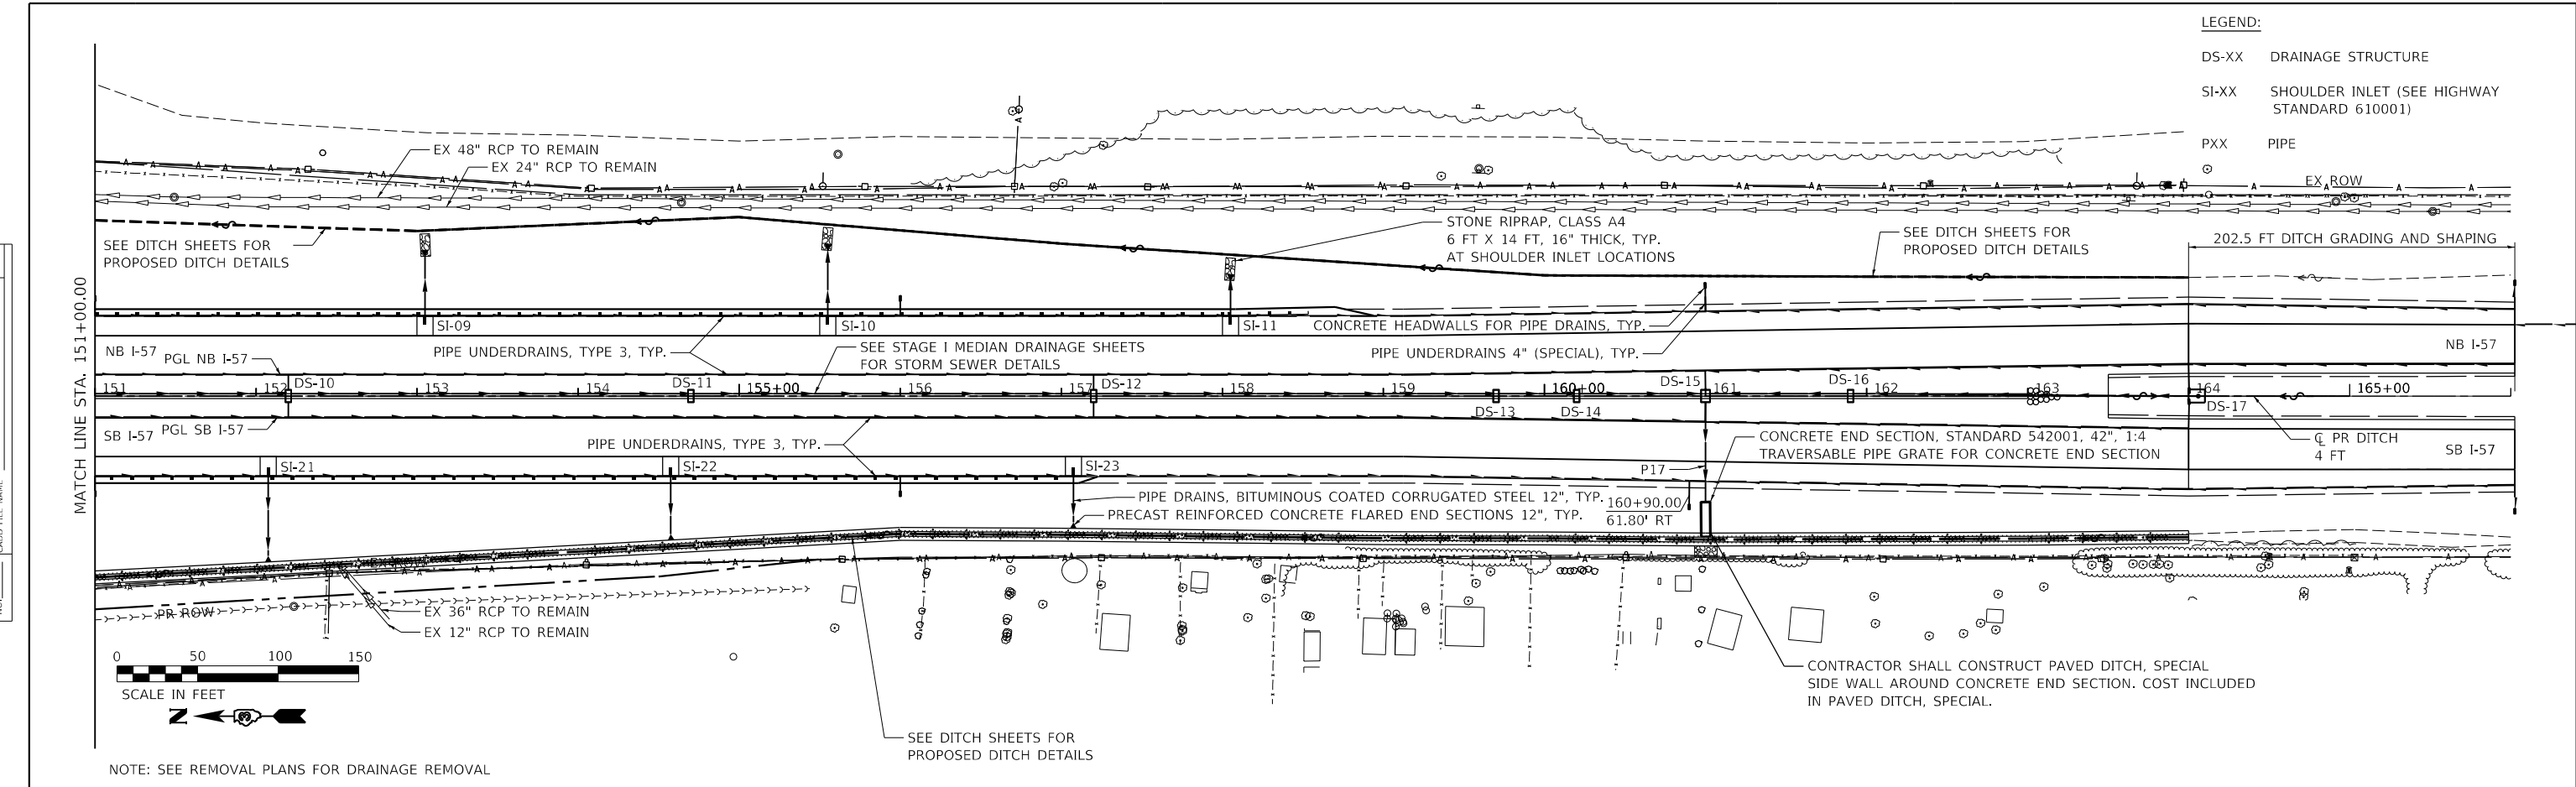 LEGEND:
DS-XX DRAINAGE STRUCTURE
SI-XX SHOULDER INLET (SEE HIGHWAY
STANDARD 610001)
PXX PIPE
EX 48" RCP TO REMAIN
EX 24" RCP TO REMAIN
EX ROW
SEE DITCH SHEETS FOR
PROPOSED DITCH DETAILS
STONE RIPRAP, CLASS A4
6 FT X 14 FT, 16" THICK, TYP.
AT SHOULDER INLET LOCATIONS
SEE DITCH SHEETS FOR
PROPOSED DITCH DETAILS
202.5 FT DITCH GRADING AND SHAPING
MATCH LINE STA. 151+00.00
SI-09
SI-10
SI-11
CONCRETE HEADWALLS FOR PIPE DRAINS, TYP.
NB I-57
PGL NB I-57
PIPE UNDERDRAINS, TYPE 3, TYP.
SEE STAGE I MEDIAN DRAINAGE SHEETS
FOR STORM SEWER DETAILS
PIPE UNDERDRAINS 4" (SPECIAL), TYP.
NB I-57
151
152
DS-10
153
154
DS-11
155+00
156
157
DS-12
158
159
DS-13
160+00
DS-14
DS-15
161
DS-16
162
163
164
DS-17
165+00
SB I-57
PGL SB I-57
PIPE UNDERDRAINS, TYPE 3, TYP.
CONCRETE END SECTION, STANDARD 542001, 42", 1:4
TRAVERSABLE PIPE GRATE FOR CONCRETE END SECTION
℄ PR DITCH
4 FT
SB I-57
SI-21
SI-22
SI-23
P17
PIPE DRAINS, BITUMINOUS COATED CORRUGATED STEEL 12", TYP.
PRECAST REINFORCED CONCRETE FLARED END SECTIONS 12", TYP.
160+90.00
61.80' RT
PR ROW
EX 36" RCP TO REMAIN
EX 12" RCP TO REMAIN
0 50 100 150
SCALE IN FEET
N
CONTRACTOR SHALL CONSTRUCT PAVED DITCH, SPECIAL
SIDE WALL AROUND CONCRETE END SECTION. COST INCLUDED
IN PAVED DITCH, SPECIAL.
SEE DITCH SHEETS FOR
PROPOSED DITCH DETAILS
NOTE: SEE REMOVAL PLANS FOR DRAINAGE REMOVAL